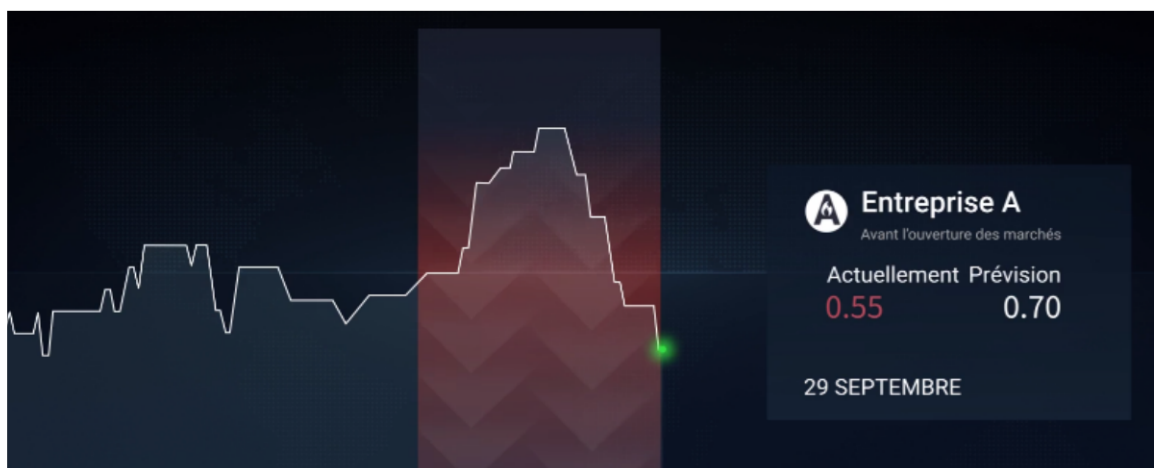 Entreprise A
Avant l'ouverture des marchés
Actuellement Prévision
0.55 0.70
29 SEPTEMBRE